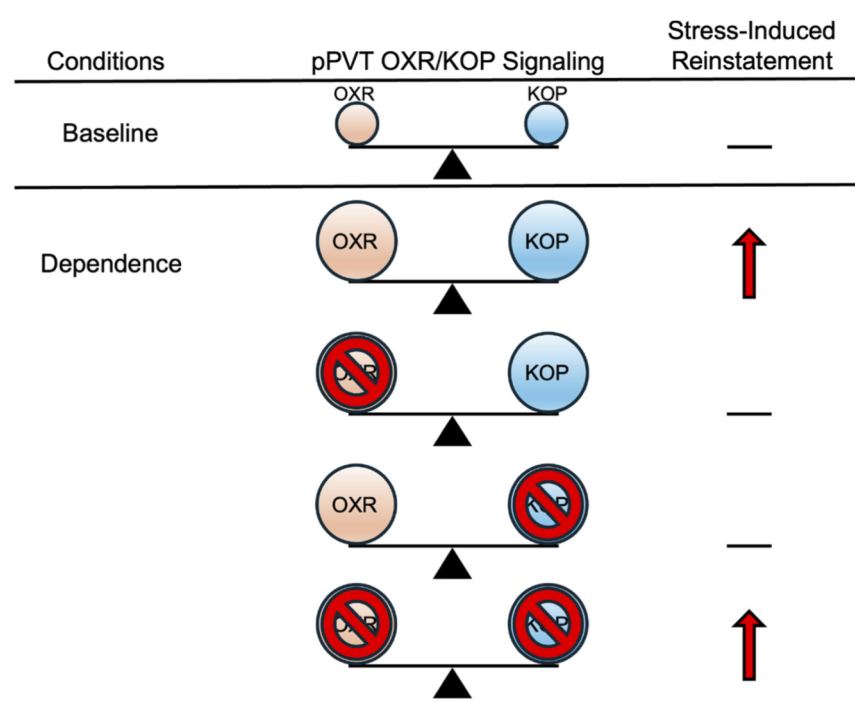 Conditions
pPVT OXR/KOP Signaling
Stress-Induced
Reinstatement
OXR
KOP
Baseline
OXR
KOP
Dependence
KOP
OXR